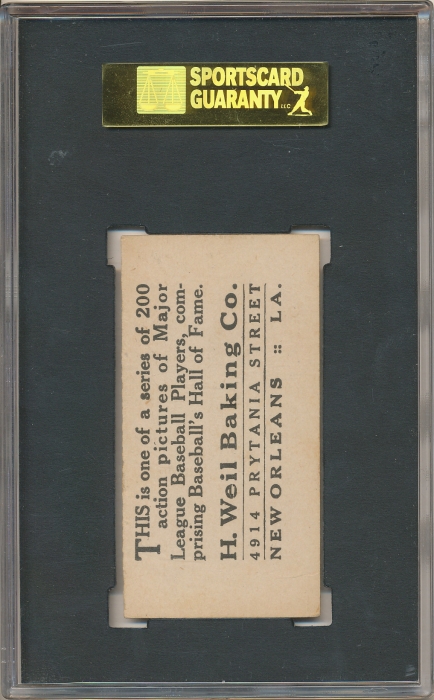 SPORTSCARD
GUARANTY LLC
THIS is one of a series of 200
action pictures of Major
League Baseball Players, com-
prising Baseball's Hall of Fame.
H. Weil Baking Co.
4914 PRYTANIA STREET
NEW ORLEANS :: LA.